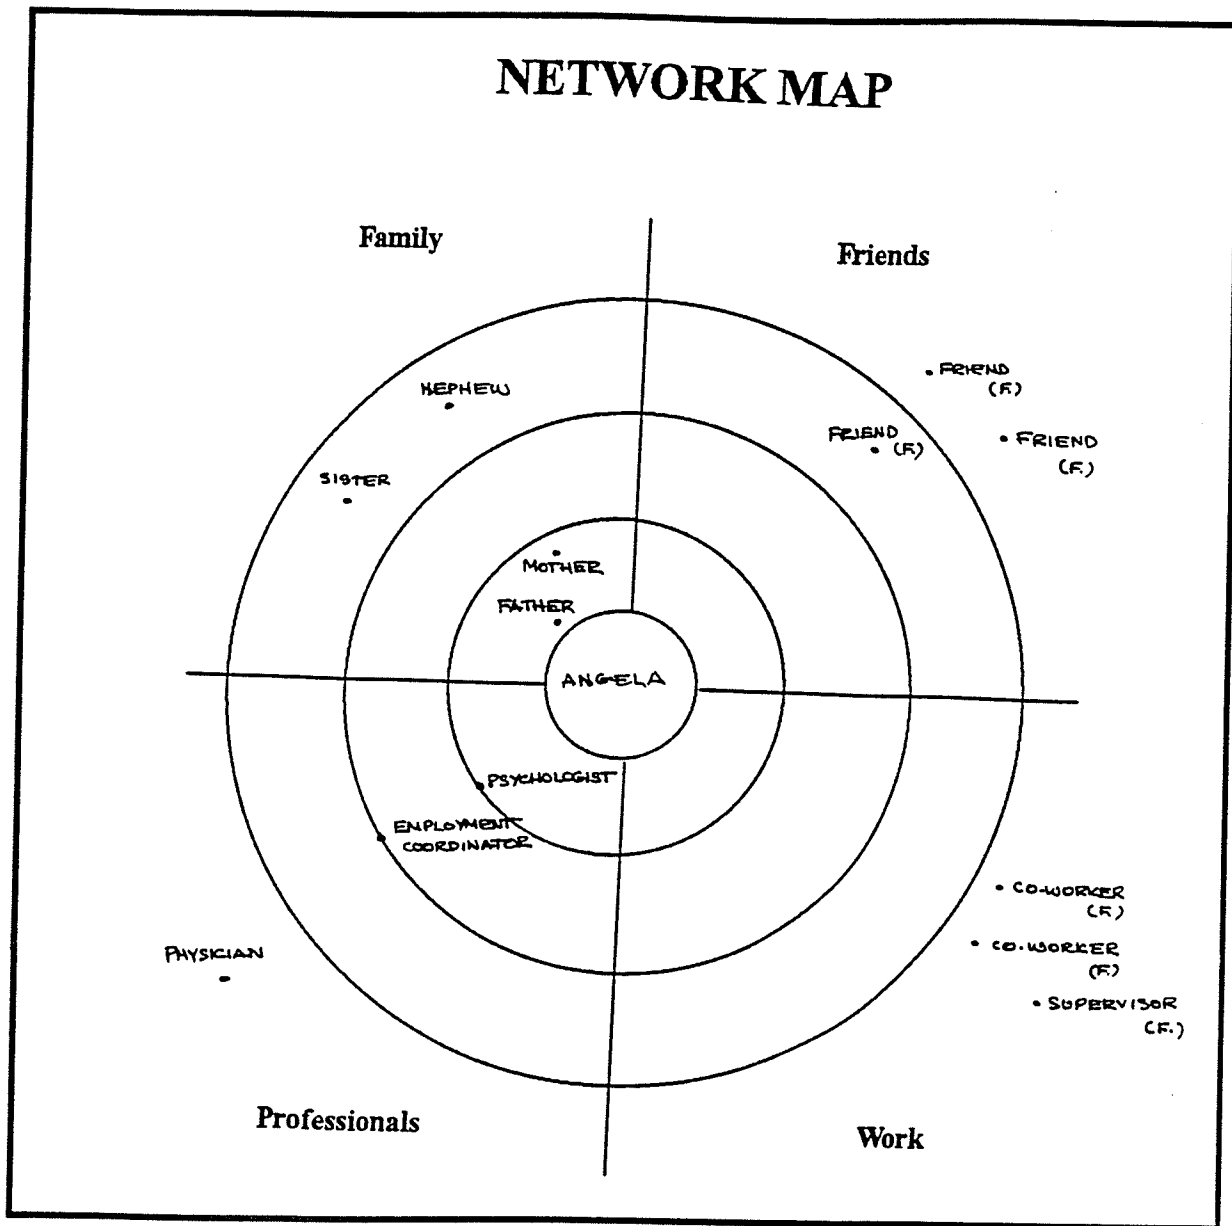 NETWORK MAP
Family
Friends
NEPHEW
SISTER
MOTHER
FATHER
FRIEND
(F.)
FRIEND
(F.)
FRIEND
(F.)
ANGELA
PSYCHOLOGIST
EMPLOYMENT
COORDINATOR
PHYSICIAN
CO-WORKER
(F.)
CO-WORKER
(F.)
SUPERVISOR
(F.)
Professionals
Work